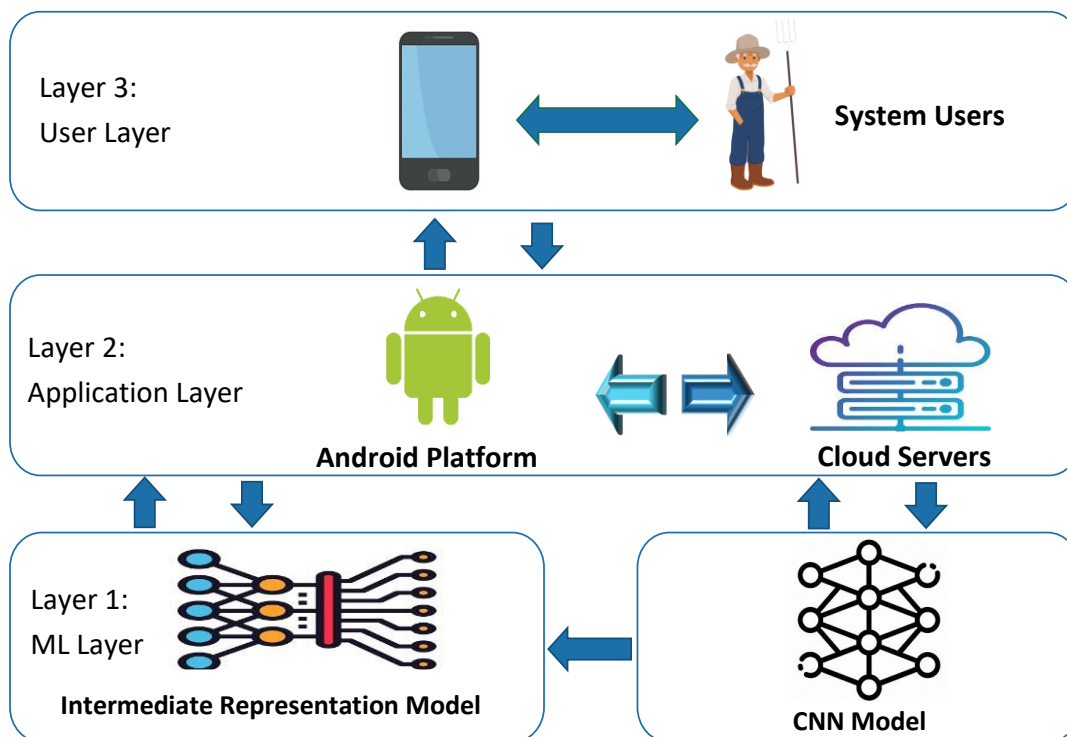 Layer 3:
User Layer
System Users
Layer 2:
Application Layer
Android Platform
Cloud Servers
Layer 1:
ML Layer
Intermediate Representation Model
CNN Model